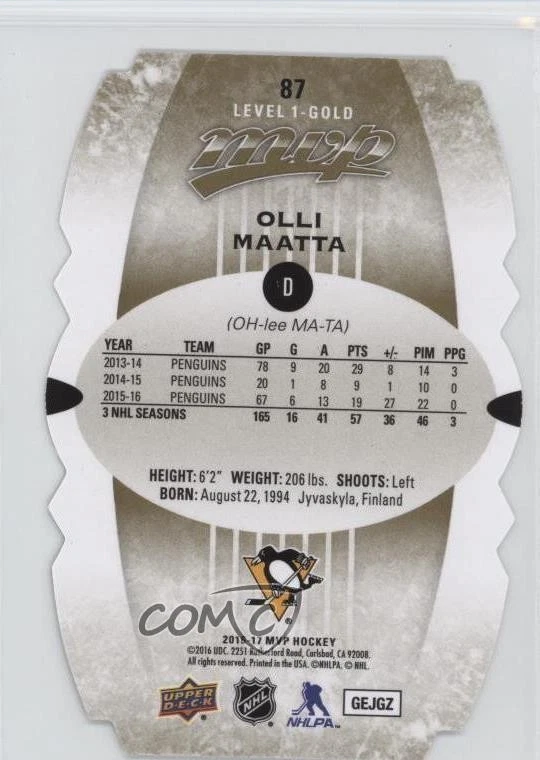 87
LEVEL 1-GOLD
mvp
OLLI
MAATTA
D
(OH-lee MA-TA)
YEAR TEAM GP G A PTS +/- PIM PPG
2013-14 PENGUINS 78 9 20 29 8 14 3
2014-15 PENGUINS 20 1 8 9 1 10 0
2015-16 PENGUINS 67 6 13 19 27 22 0
3 NHL SEASONS 165 16 41 57 36 46 3
HEIGHT: 6'2" WEIGHT: 206 lbs. SHOOTS: Left
BORN: August 22, 1994 Jyvaskyla, Finland
COMC
2016-17 MVP HOCKEY
©2016 UDC. 2251 Rutherford Road, Carlsbad, CA 92008.
All rights reserved. Printed in the USA. ©NHLPA. © NHL.
UPPER DECK NHL NHLPA GEJGZ